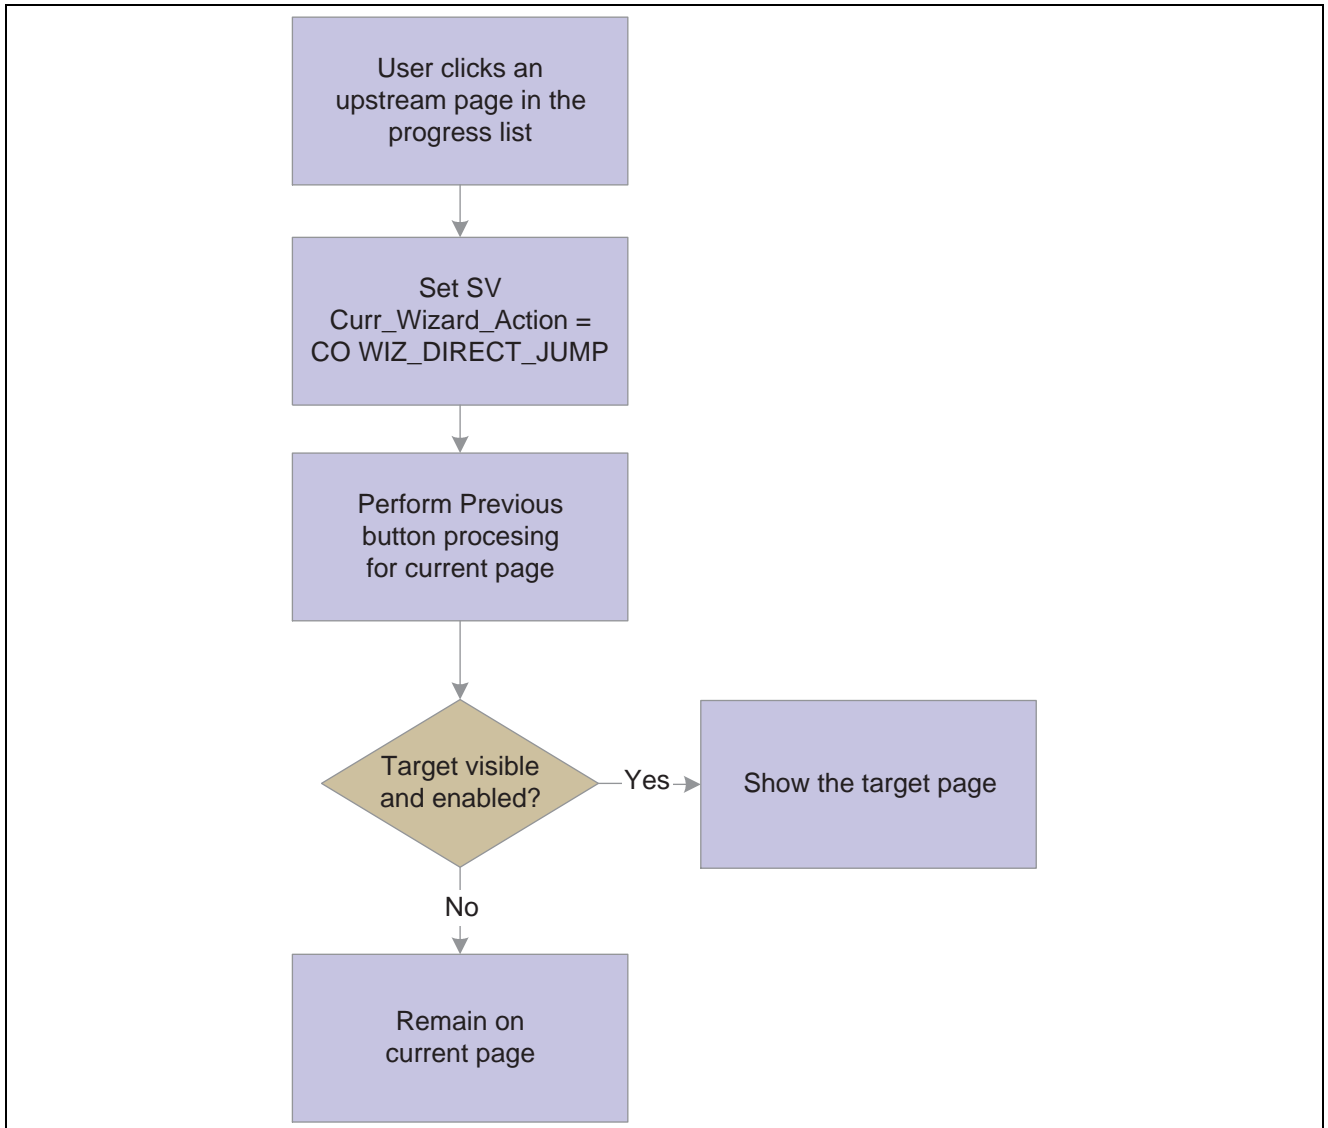 User clicks an
upstream page in the
progress list
Set SV
Curr_Wizard_Action =
CO WIZ_DIRECT_JUMP
Perform Previous
button procesing
for current page
Target visible
and enabled?
Yes
Show the target page
No
Remain on
current page